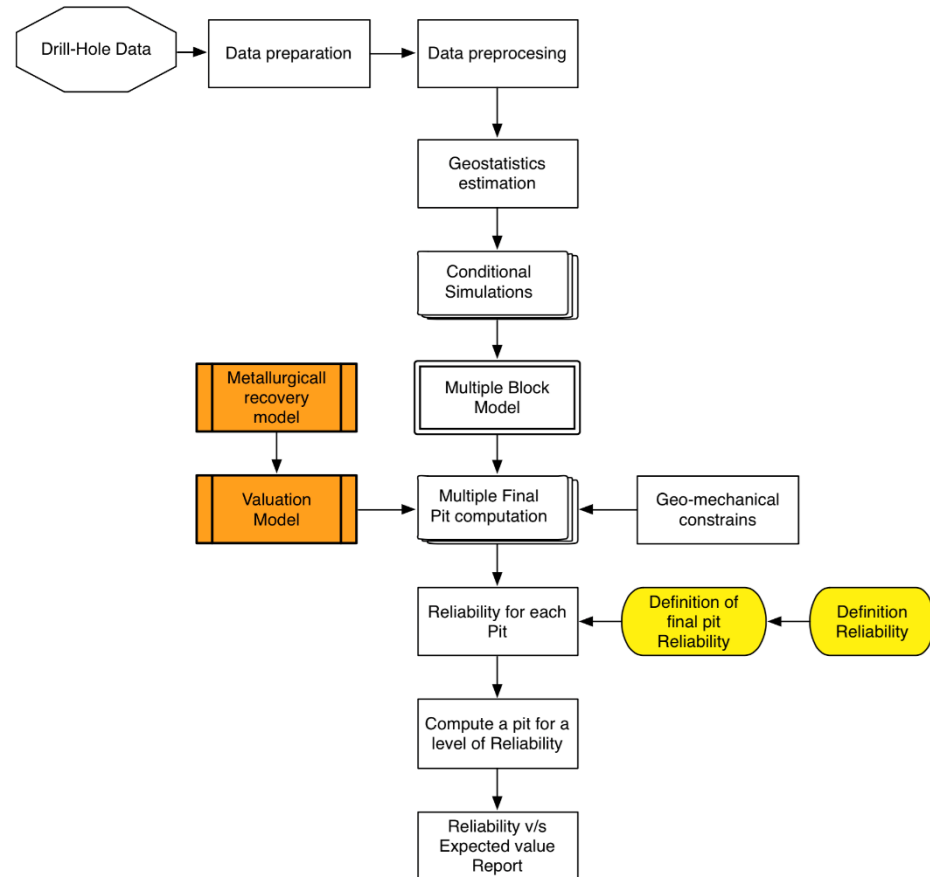 Drill-Hole Data
Data preparation
Data preprocesing
Geostatistics
estimation
Conditional
Simulations
Metallurgicall
recovery
model
Multiple Block
Model
Valuation
Model
Multiple Final
Pit computation
Geo-mechanical
constrains
Reliability for each
Pit
Definition of
final pit
Reliability
Definition
Reliability
Compute a pit for a
level of Reliability
Reliability v/s
Expected value
Report